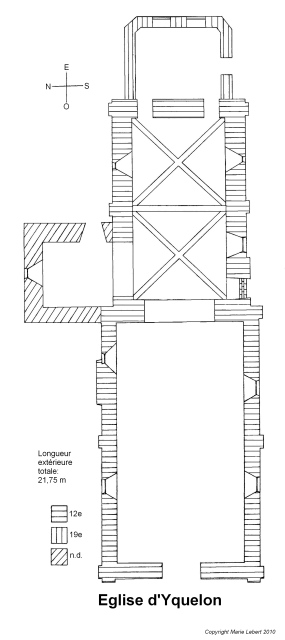 E
N
S
O
Longueur
extérieure
totale:
21,75 m
12e
19e
n.d.
Eglise d'Yquelon
Copyright Marie Lebert 2010